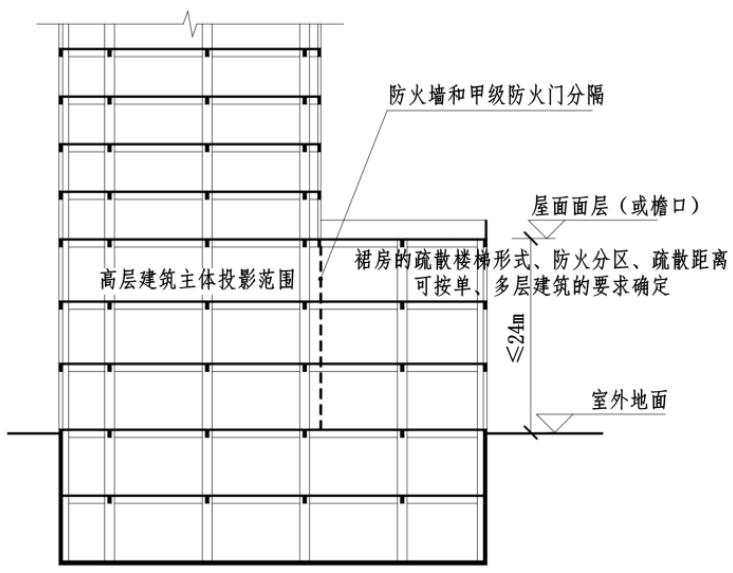 防火墙和甲级防火门分隔
屋面面层（或檐口）
裙房的疏散楼梯形式、防火分区、疏散距离
可按单、多层建筑的要求确定
高层建筑主体投影范围
≤24m
室外地面